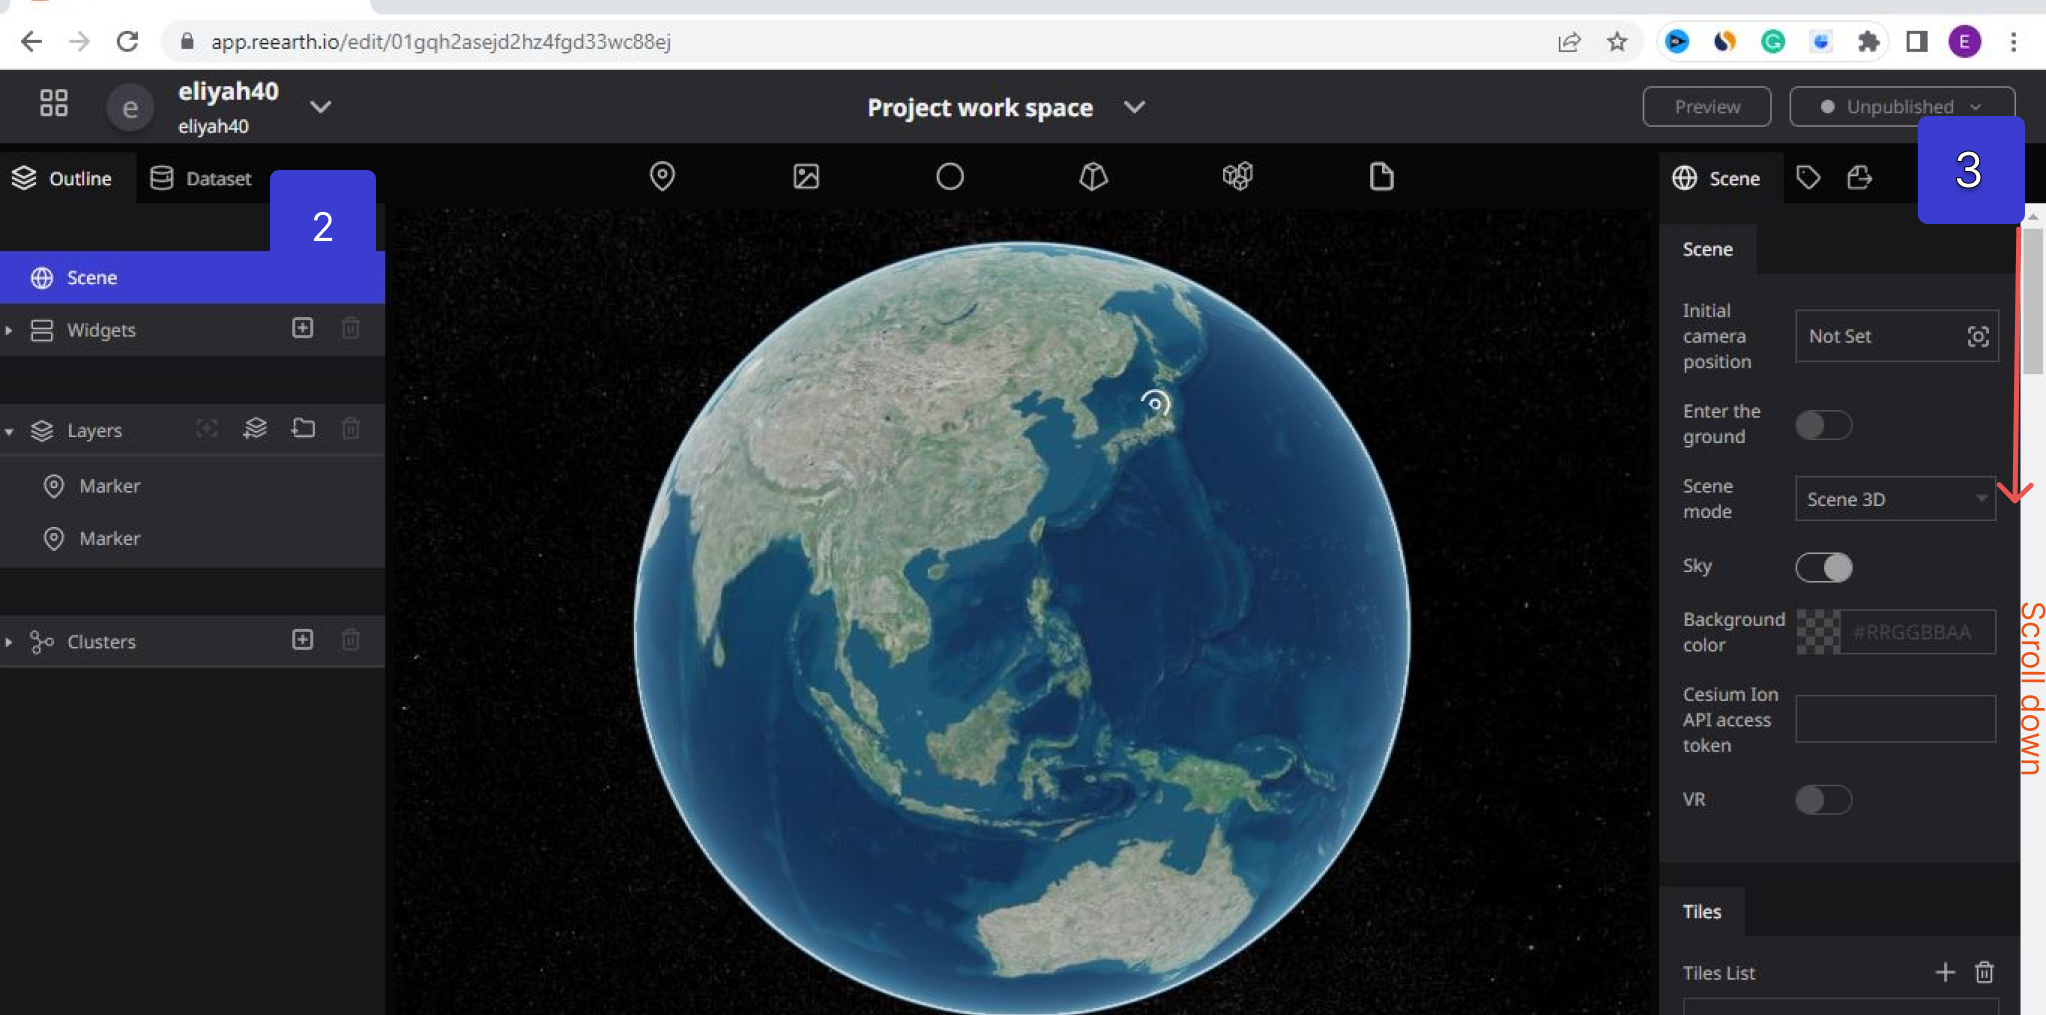 app.reearth.io/edit/01gqh2asejd2hz4fgd33wc88ej
E
e
eliyah40
eliyah40
Project work space
Preview
Unpublished
Outline
Dataset
2
Scene
3
Scene
Widgets
Layers
Marker
Marker
Clusters
Scene
Initial
camera
position
Not Set
Enter the
ground
Scene
mode
Scene 3D
Sky
Background
color
#RRGGBBAA
Cesium Ion
API access
token
VR
Scroll down
Tiles
Tiles List